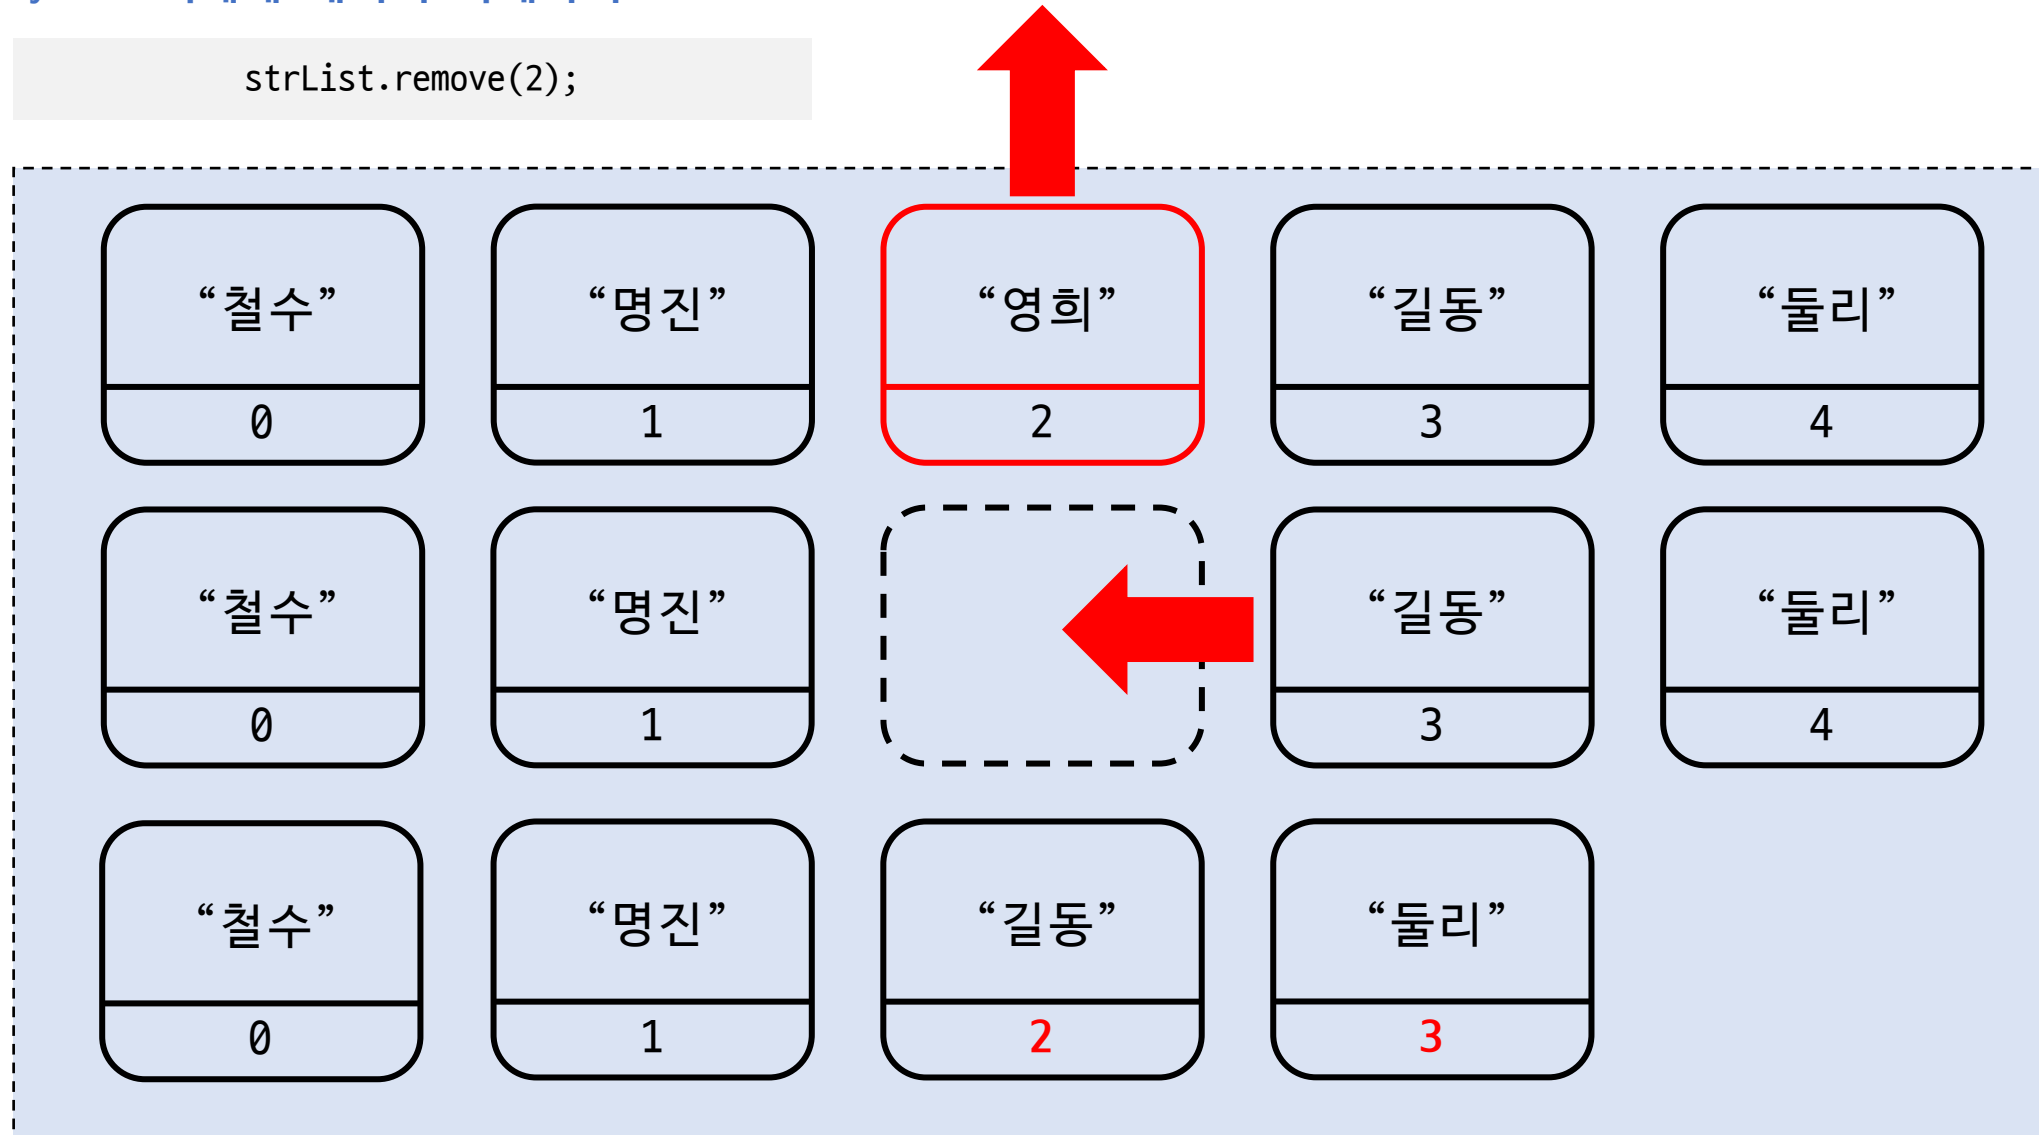 strList.remove(2);
“철수” “명진” “영희” “길동” “둘리”
0 1 2 3 4
“철수” “명진” “길동” “둘리”
0 1 3 4
“철수” “명진” “길동” “둘리”
0 1 2 3